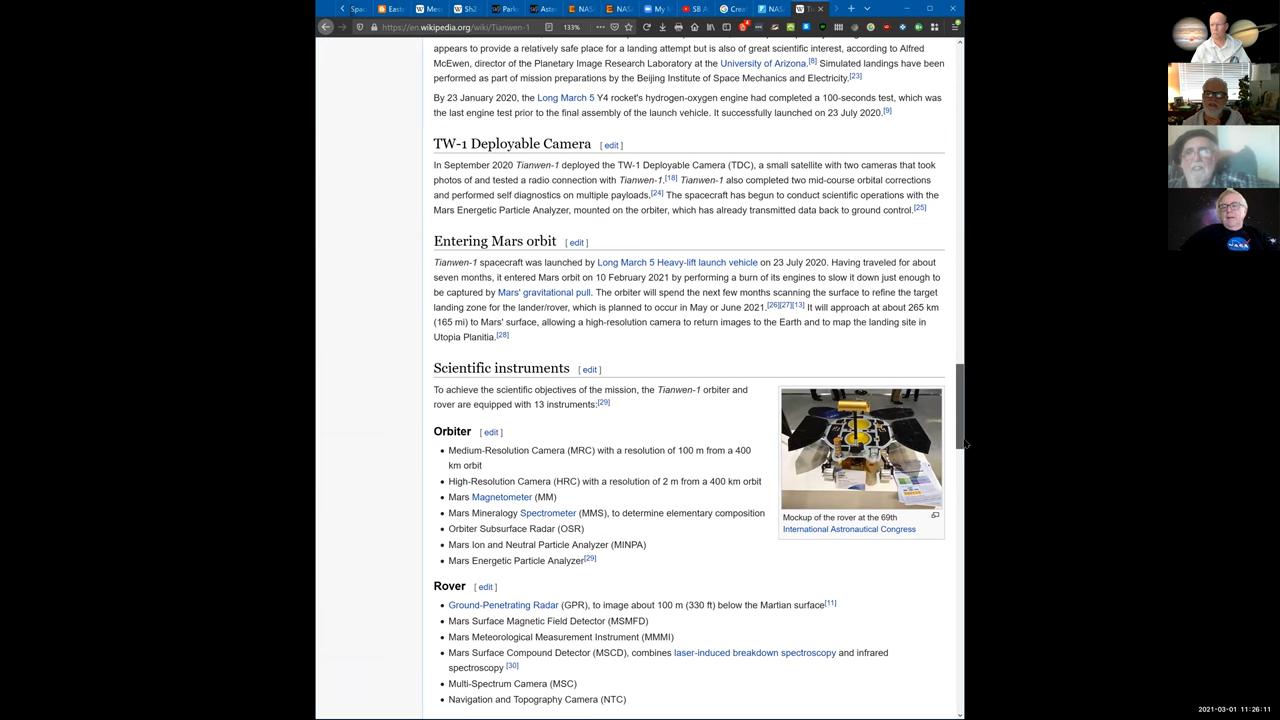 Spac
Easte
Mess
Sh2
Park
Aste
NAS
NAS
My
SB A
Crea
NAS
Ti
https://en.wikipedia.org/wiki/Tianwen-1
133%
appears to provide a relatively safe place for a landing attempt but is also of great scientific interest, according to Alfred
McEwen, director of the Planetary Image Research Laboratory at the University of Arizona.[8] Simulated landings have been
performed as part of mission preparations by the Beijing Institute of Space Mechanics and Electricity.[23]
By 23 January 2020, the Long March 5 Y4 rocket's hydrogen-oxygen engine had completed a 100-seconds test, which was
the last engine test prior to the final assembly of the launch vehicle. It successfully launched on 23 July 2020.[9]
TW-1 Deployable Camera [ edit ]
In September 2020 Tianwen-1 deployed the TW-1 Deployable Camera (TDC), a small satellite with two cameras that took
photos of and tested a radio connection with Tianwen-1.[18] Tianwen-1 also completed two mid-course orbital corrections
and performed self diagnostics on multiple payloads.[24] The spacecraft has begun to conduct scientific operations with the
Mars Energetic Particle Analyzer, mounted on the orbiter, which has already transmitted data back to ground control.[25]
Entering Mars orbit [ edit ]
Tianwen-1 spacecraft was launched by Long March 5 Heavy-lift launch vehicle on 23 July 2020. Having traveled for about
seven months, it entered Mars orbit on 10 February 2021 by performing a burn of its engines to slow it down just enough to
be captured by Mars' gravitational pull. The orbiter will spend the next few months scanning the surface to refine the target
landing zone for the lander/rover, which is planned to occur in May or June 2021.[26][27][13] It will approach at about 265 km
(165 mi) to Mars' surface, allowing a high-resolution camera to return images to the Earth and to map the landing site in
Utopia Planitia.[28]
Scientific instruments [ edit ]
To achieve the scientific objectives of the mission, the Tianwen-1 orbiter and
rover are equipped with 13 instruments:[29]
Orbiter [ edit ]
• Medium-Resolution Camera (MRC) with a resolution of 100 m from a 400
km orbit
• High-Resolution Camera (HRC) with a resolution of 2 m from a 400 km orbit
• Mars Magnetometer (MM)
• Mars Mineralogy Spectrometer (MMS), to determine elementary composition
• Orbiter Subsurface Radar (OSR)
• Mars Ion and Neutral Particle Analyzer (MINPA)
• Mars Energetic Particle Analyzer[29]
Mockup of the rover at the 69th
International Astronautical Congress
Rover [ edit ]
• Ground-Penetrating Radar (GPR), to image about 100 m (330 ft) below the Martian surface[11]
• Mars Surface Magnetic Field Detector (MSMFD)
• Mars Meteorological Measurement Instrument (MMMI)
• Mars Surface Compound Detector (MSCD), combines laser-induced breakdown spectroscopy and infrared
spectroscopy [30]
• Multi-Spectrum Camera (MSC)
• Navigation and Topography Camera (NTC)
NASA
2021-03-01 11:26:11